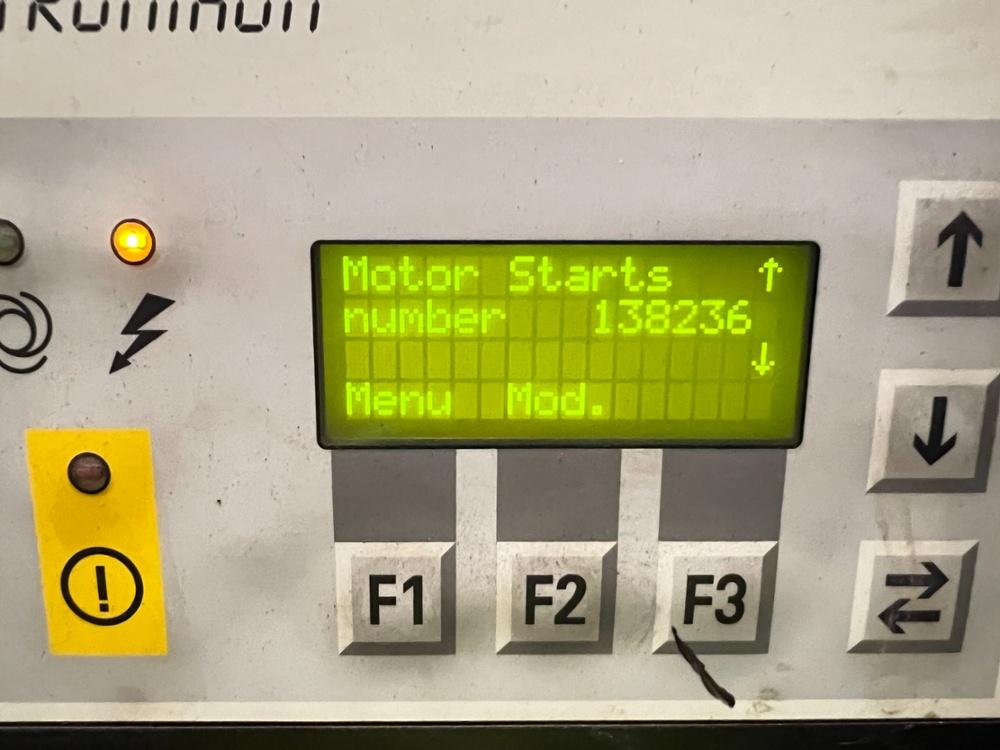 Motor Starts ↑
number 138236
↓
Menu Mod.
F1 F2 F3